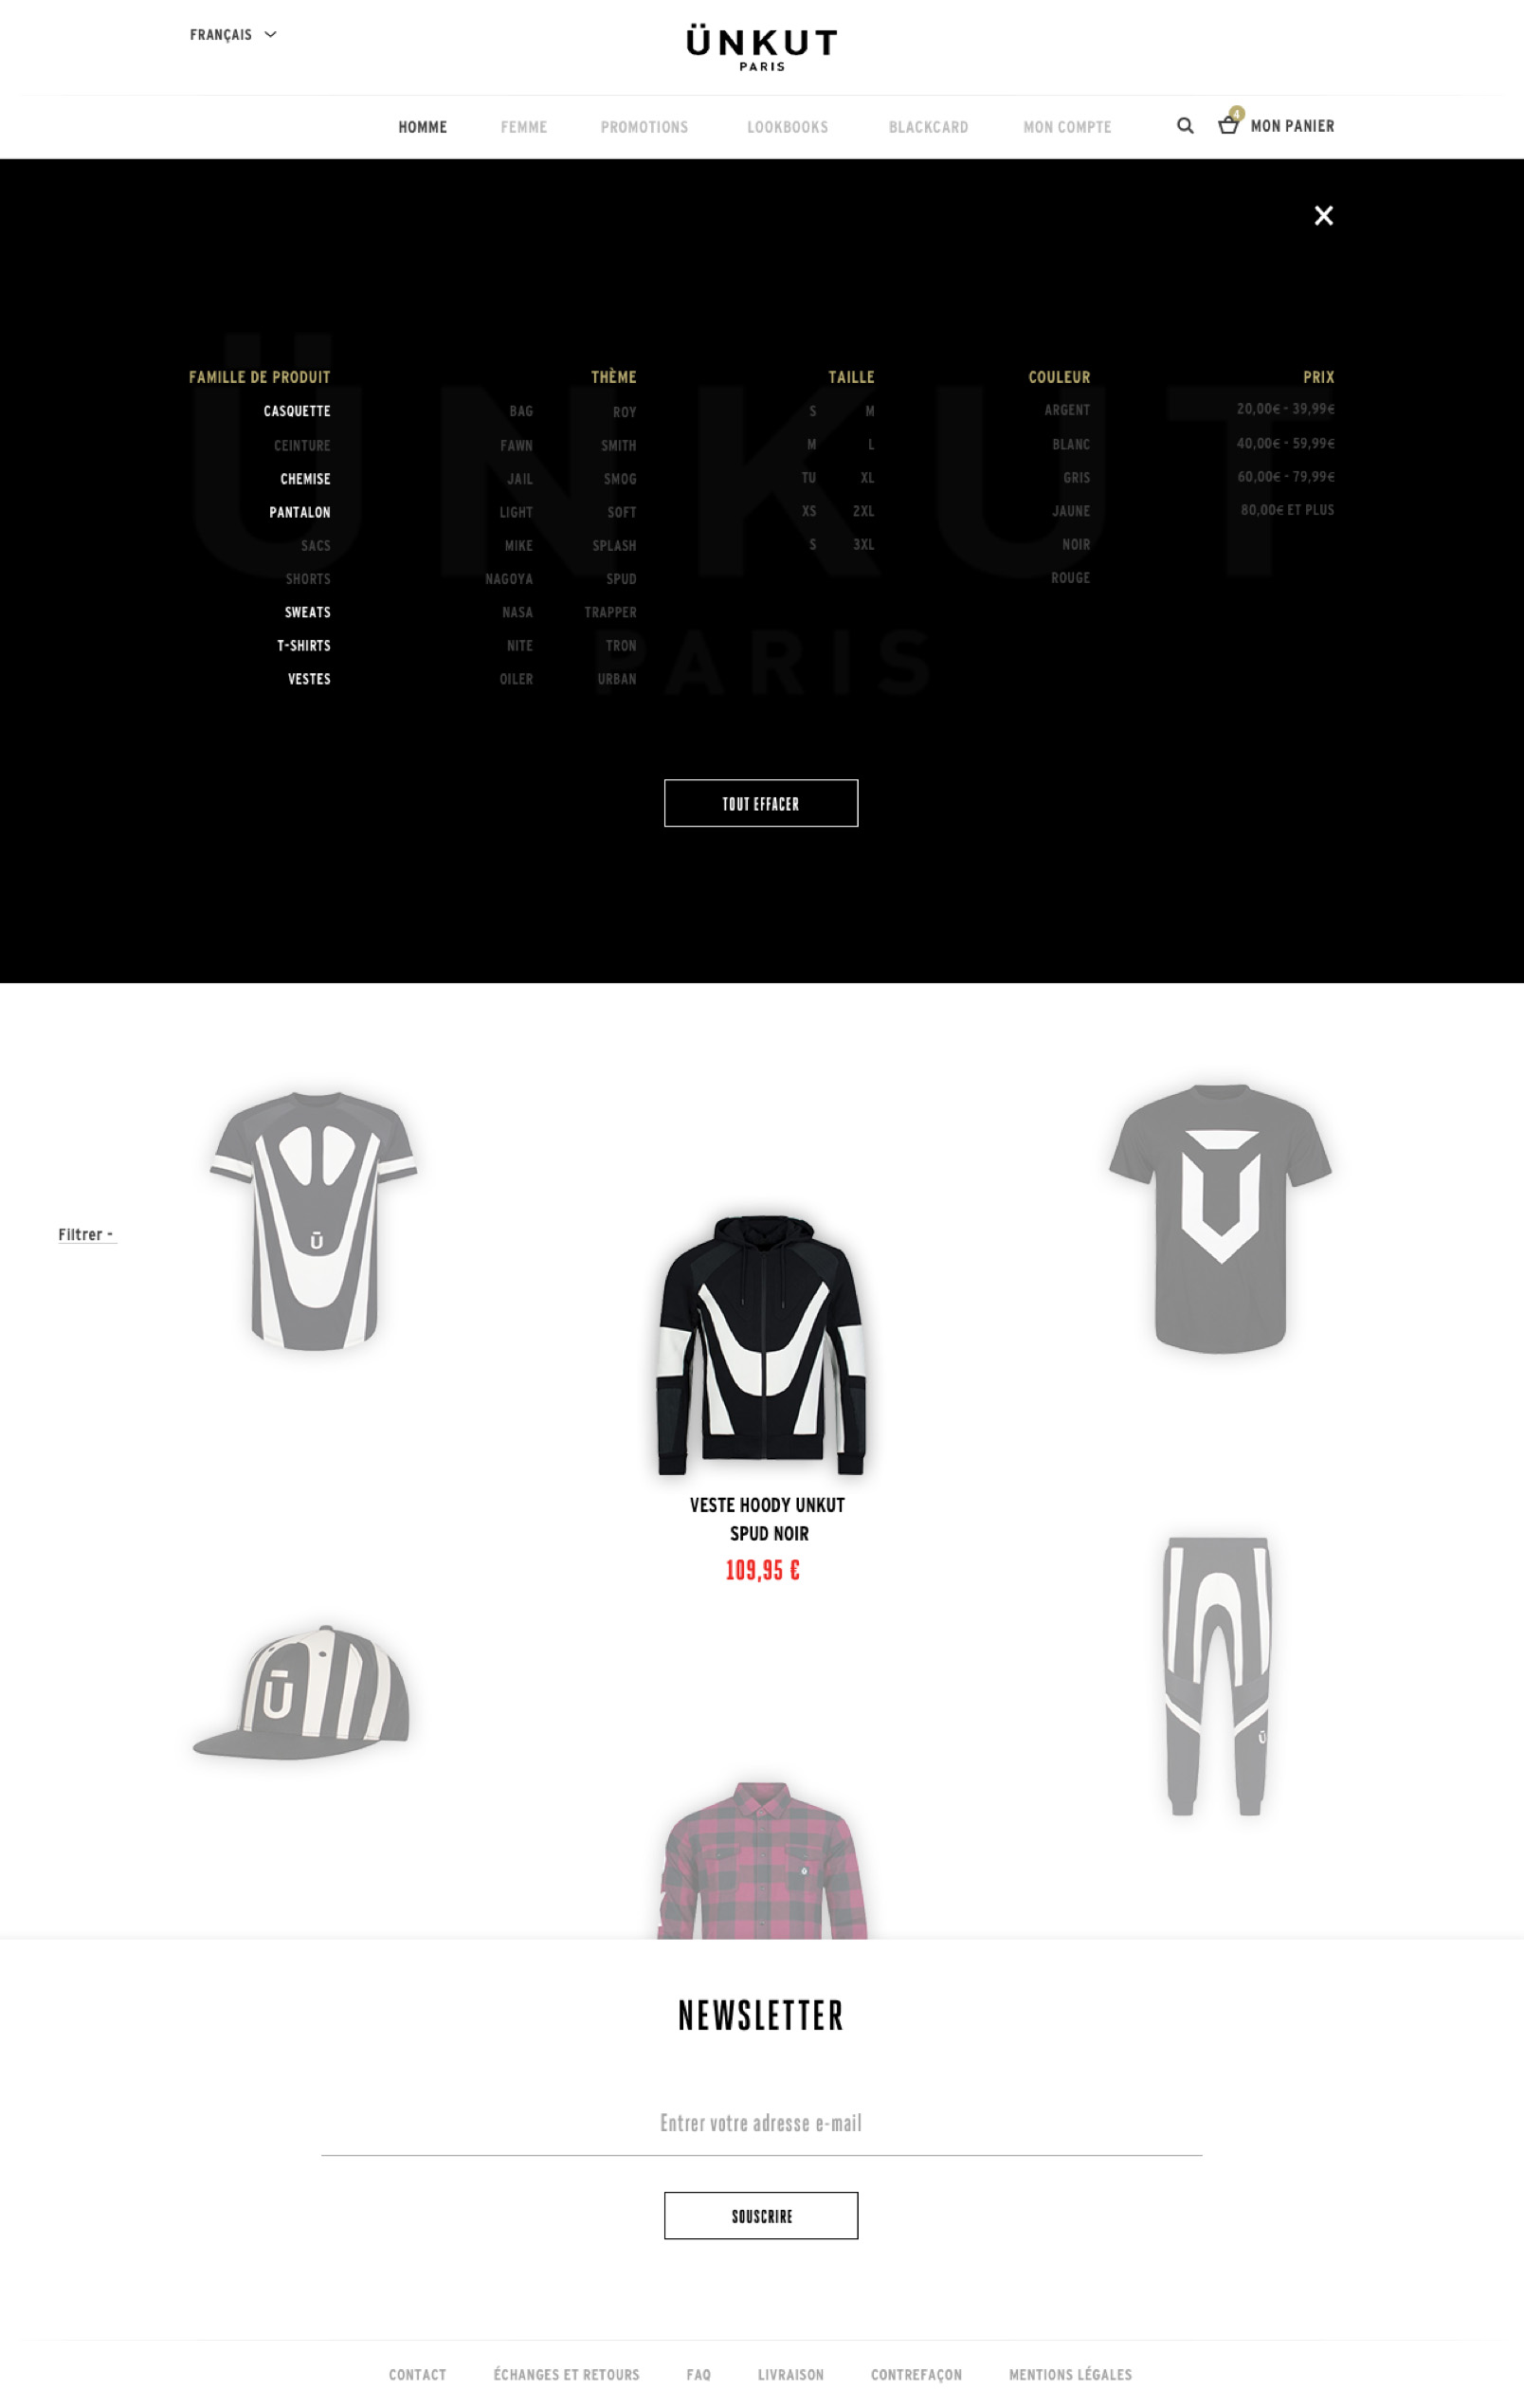 FRANÇAIS
ÜNKUT
PARIS
HOMME FEMME PROMOTIONS LOOKBOOKS BLACKCARD MON COMPTE 4 MON PANIER
ÜNKUT
PARIS
FAMILLE DE PRODUIT
CASQUETTE
CEINTURE
CHEMISE
PANTALON
SACS
SHORTS
SWEATS
T-SHIRTS
VESTES
THÈME
BAG ROY
FAWN SMITH
JAIL SMOG
LIGHT SOFT
MIKE SPLASH
NAGOYA SPUD
NASA TRAPPER
NITE TRON
OILER URBAN
TAILLE
S M
M L
TU XL
XS 2XL
S 3XL
COULEUR
ARGENT
BLANC
GRIS
JAUNE
NOIR
ROUGE
PRIX
20,00€ - 39,99€
40,00€ - 59,99€
60,00€ - 79,99€
80,00€ ET PLUS
TOUT EFFACER
Filtrer -
Ū
Ū
VESTE HOODY UNKUT
SPUD NOIR
109,95 €
Ū
Ū
NEWSLETTER
Entrer votre adresse e-mail
SOUSCRIRE
CONTACT ÉCHANGES ET RETOURS FAQ LIVRAISON CONTREFAÇON MENTIONS LÉGALES